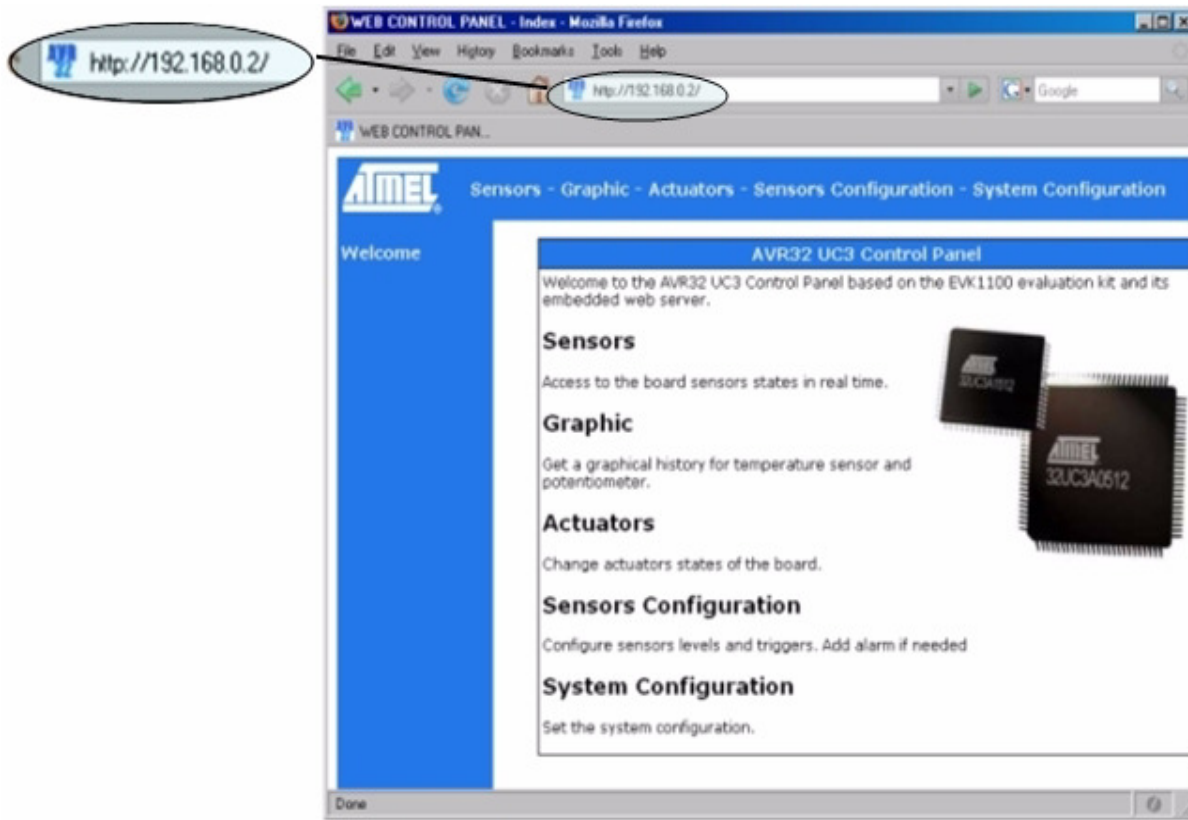 http://192.168.0.2/
WEB CONTROL PANEL - Index - Mozilla Firefox
File Edit View History Bookmarks Tools Help
http://192.168.0.2/
Google
WEB CONTROL PAN...
ATMEL
Sensors - Graphic - Actuators - Sensors Configuration - System Configuration
Welcome
AVR32 UC3 Control Panel
Welcome to the AVR32 UC3 Control Panel based on the EVK1100 evaluation kit and its
embedded web server.
Sensors
Access to the board sensors states in real time.
Graphic
Get a graphical history for temperature sensor and
potentiometer.
Actuators
Change actuators states of the board.
Sensors Configuration
Configure sensors levels and triggers. Add alarm if needed
System Configuration
Set the system configuration.
ATMEL
ATMEL
32UC3A0512
Done